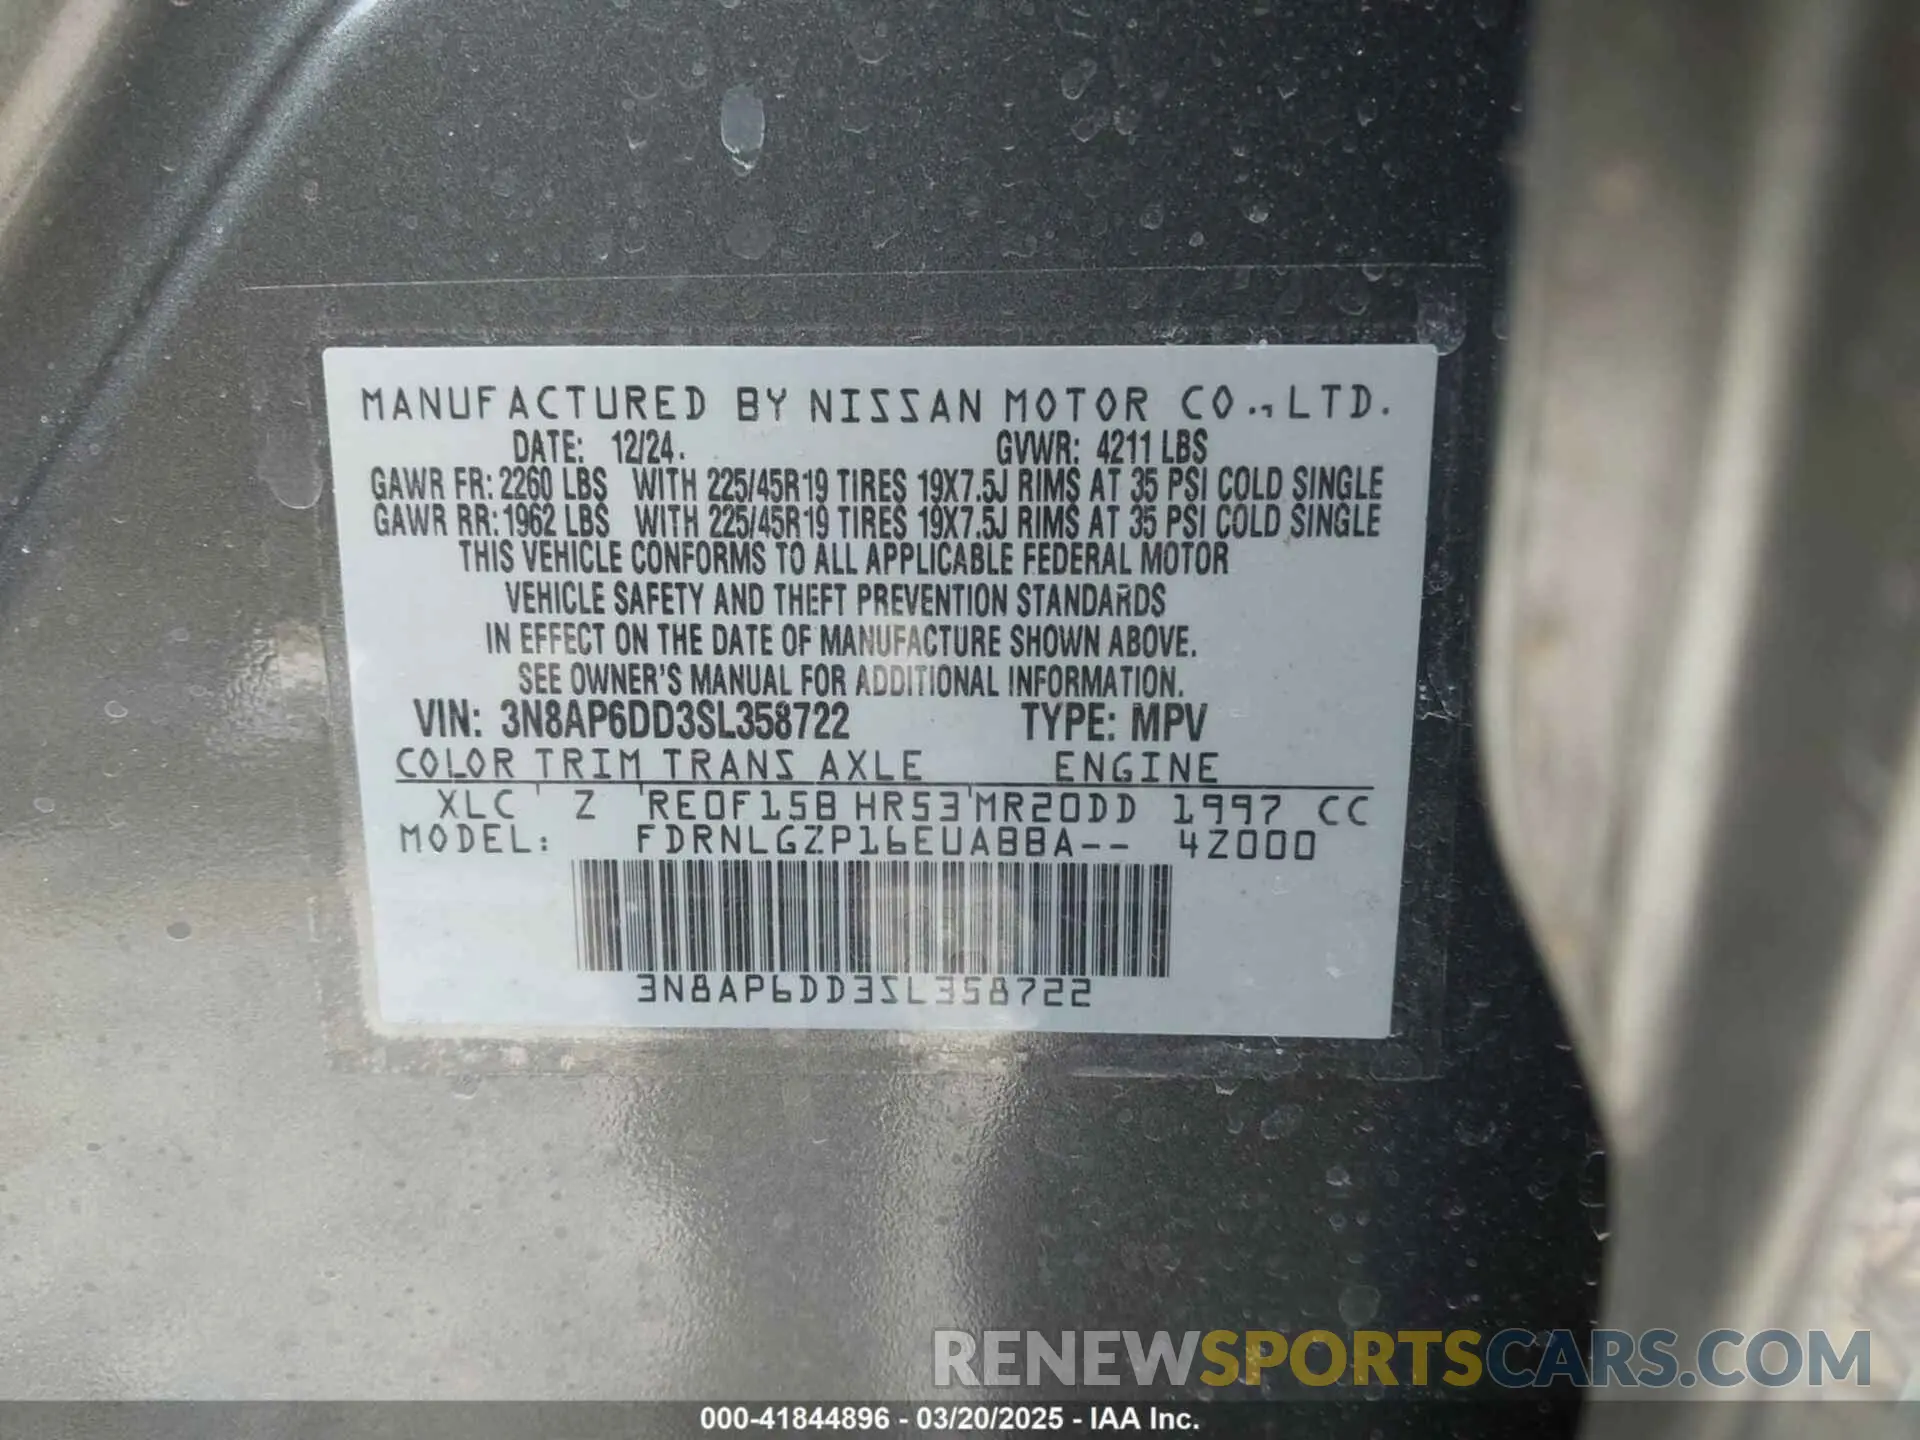 MANUFACTURED BY NISSAN MOTOR CO., LTD.
DATE: 12/24. GVWR: 4211 LBS
GAWR FR: 2260 LBS WITH 225/45R19 TIRES 19X7.5J RIMS AT 35 PSI COLD SINGLE
GAWR RR: 1962 LBS WITH 225/45R19 TIRES 19X7.5J RIMS AT 35 PSI COLD SINGLE
THIS VEHICLE CONFORMS TO ALL APPLICABLE FEDERAL MOTOR
VEHICLE SAFETY AND THEFT PREVENTION STANDARDS
IN EFFECT ON THE DATE OF MANUFACTURE SHOWN ABOVE.
SEE OWNER'S MANUAL FOR ADDITIONAL INFORMATION.
VIN: 3N8AP6DD3SL358722 TYPE: MPV
COLOR TRIM TRANS AXLE ENGINE
XLC Z RE0F15B HR53 MR20DD 1997 CC
MODEL: FDRNLGZP16EUABBA-- 4Z000
3N8AP6DD3SL358722
RENEWSPORTSCARS.COM
000-41844896 - 03/20/2025 - IAA Inc.